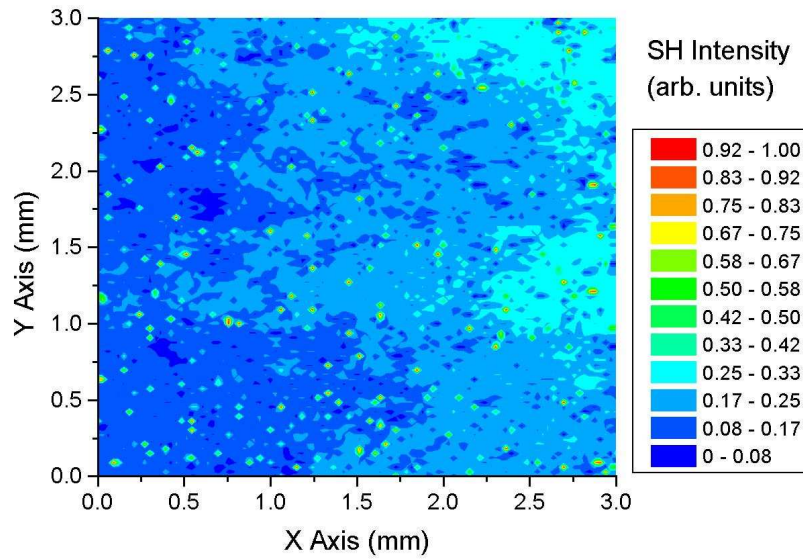 3.0
2.5
2.0
1.5
1.0
0.5
0.0
Y Axis (mm)
0.0 0.5 1.0 1.5 2.0 2.5 3.0
X Axis (mm)
SH Intensity
(arb. units)
0.92 - 1.00
0.83 - 0.92
0.75 - 0.83
0.67 - 0.75
0.58 - 0.67
0.50 - 0.58
0.42 - 0.50
0.33 - 0.42
0.25 - 0.33
0.17 - 0.25
0.08 - 0.17
0 - 0.08